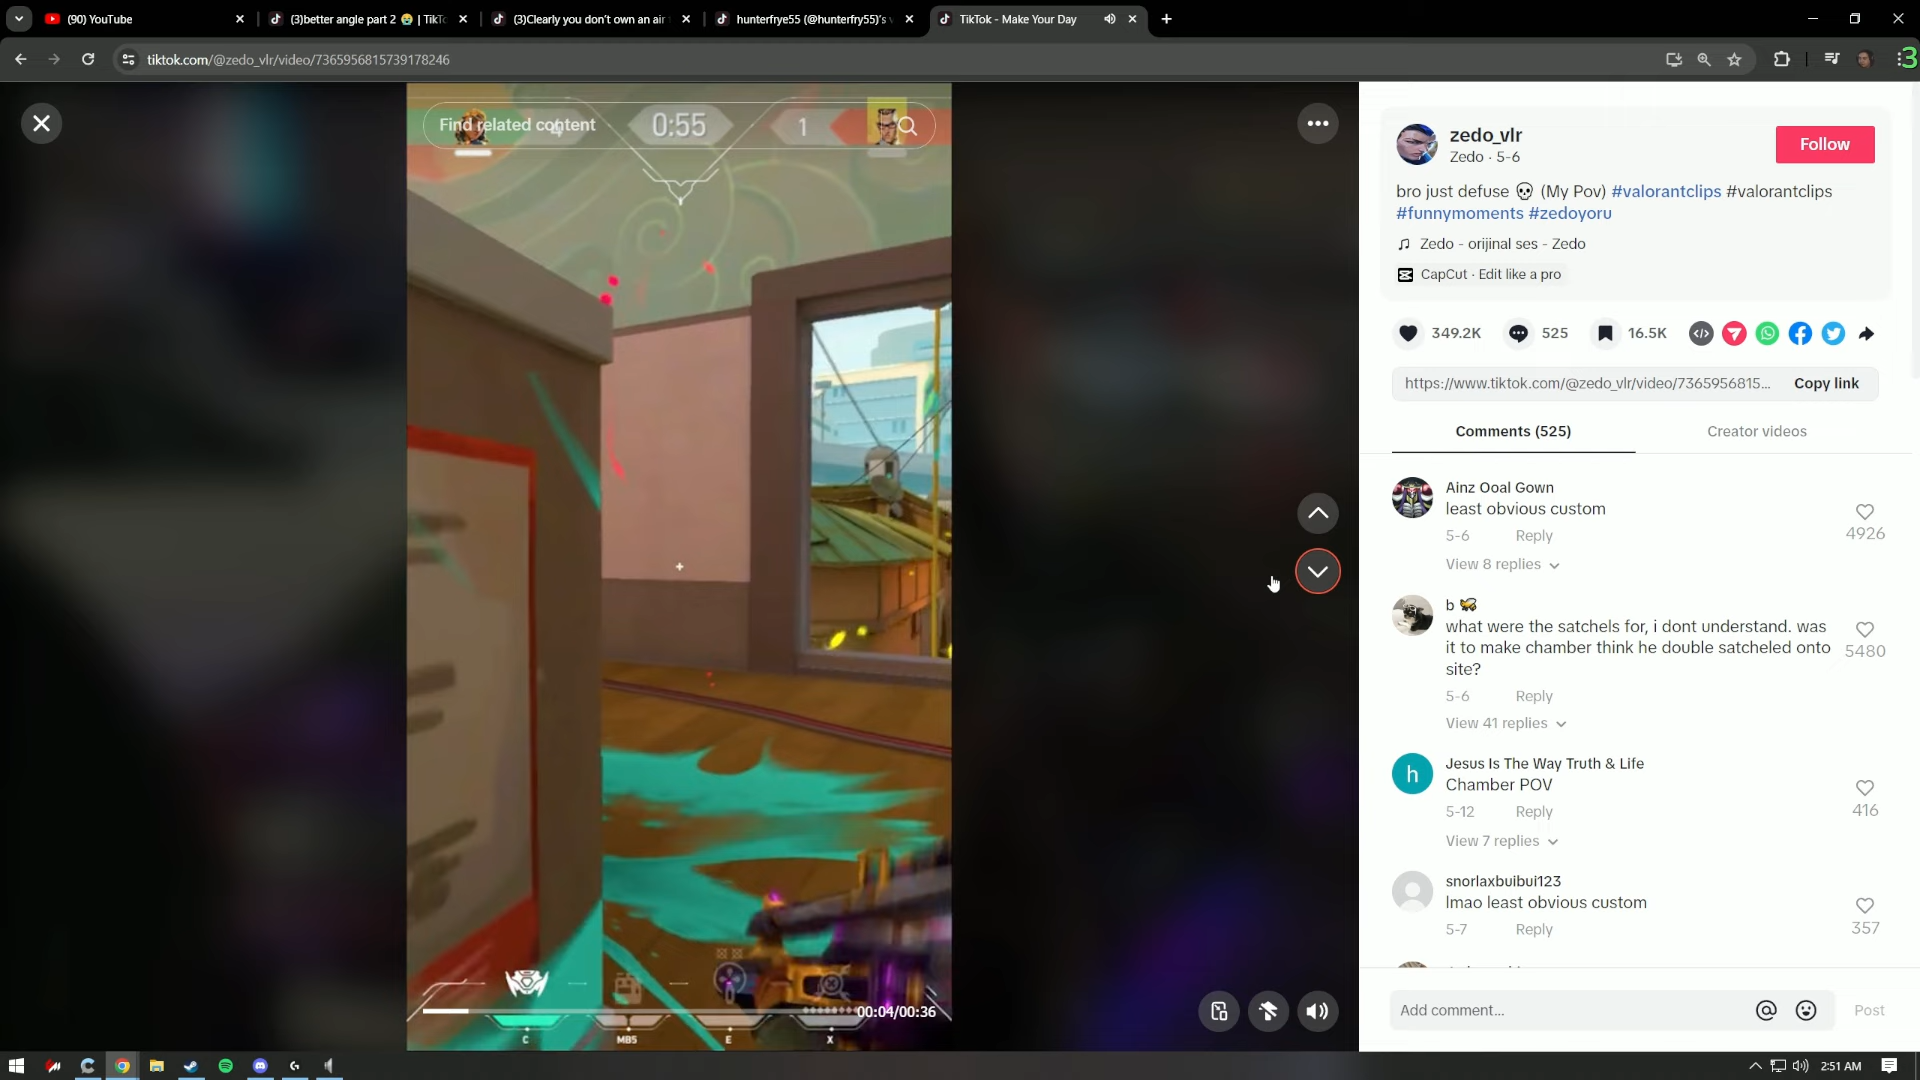 (90) YouTube
(3)better angle part 2 😭 | TikTo
(3)Clearly you don't own an air
hunterfrye55 (@hunterfry55)'s v
TikTok - Make Your Day
tiktok.com/@zedo_vlr/video/7365956815739178246
3
Find related content
4
0:55
1
zedo_vlr
Zedo · 5-6
Follow
bro just defuse 💀 (My Pov) #valorantclips #valorantclips
#funnymoments #zedoyoru
Zedo - orijinal ses - Zedo
CapCut · Edit like a pro
349.2K
525
16.5K
https://www.tiktok.com/@zedo_vlr/video/7365956815...
Copy link
Comments (525)
Creator videos
Ainz Ooal Gown
least obvious custom
5-6 Reply
4926
View 8 replies
b
what were the satchels for, i dont understand. was
it to make chamber think he double satcheled onto
site?
5480
5-6 Reply
View 41 replies
h
Jesus Is The Way Truth & Life
Chamber POV
5-12 Reply
416
View 7 replies
snorlaxbuibui123
lmao least obvious custom
5-7 Reply
357
00:04/00:36
C
MB5
E
X
Add comment...
Post
2:51 AM